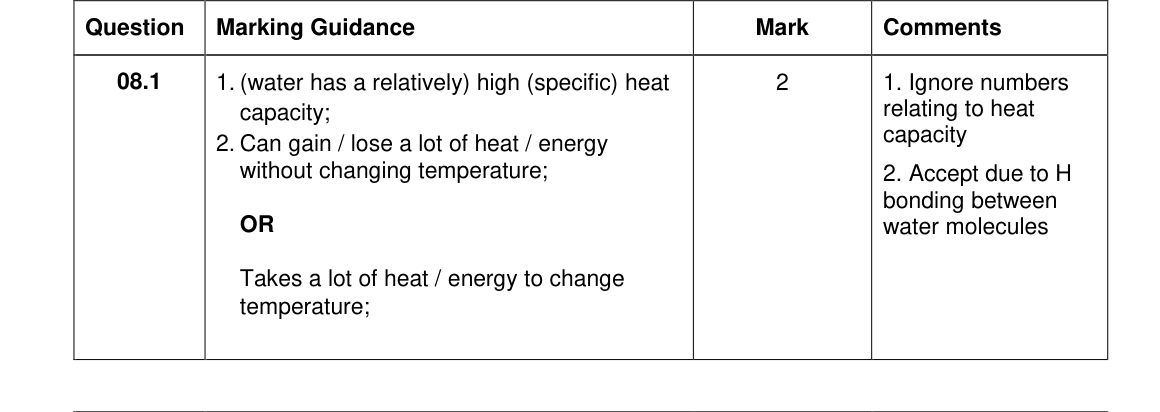 Question Marking Guidance Mark Comments
08.1
1. (water has a relatively) high (specific) heat
capacity;
2. Can gain / lose a lot of heat / energy
without changing temperature;
OR
Takes a lot of heat / energy to change
temperature;
2
1. Ignore numbers
relating to heat
capacity
2. Accept due to H
bonding between
water molecules